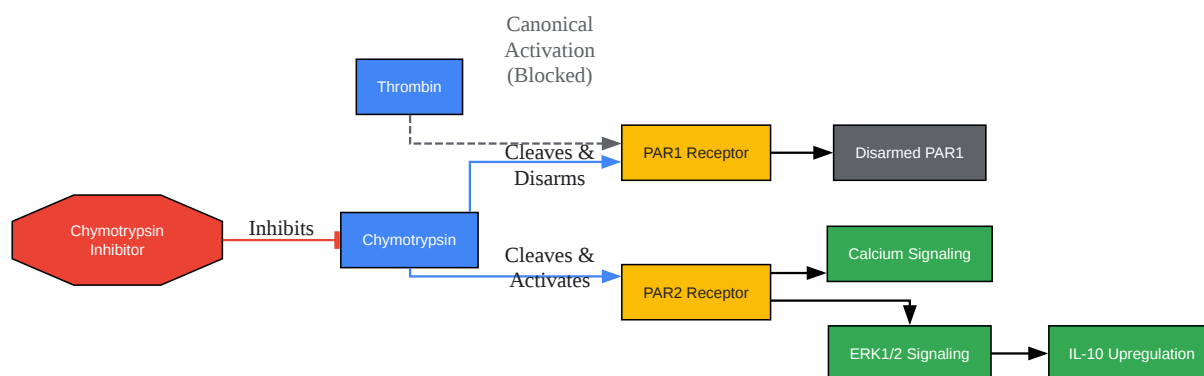 Canonical
Activation
(Blocked)
Thrombin
Cleaves &
Disarms
PAR1 Receptor
Disarmed PAR1
Chymotrypsin
Inhibitor
Inhibits
Chymotrypsin
Cleaves &
Activates
PAR2 Receptor
Calcium Signaling
ERK1/2 Signaling
IL-10 Upregulation